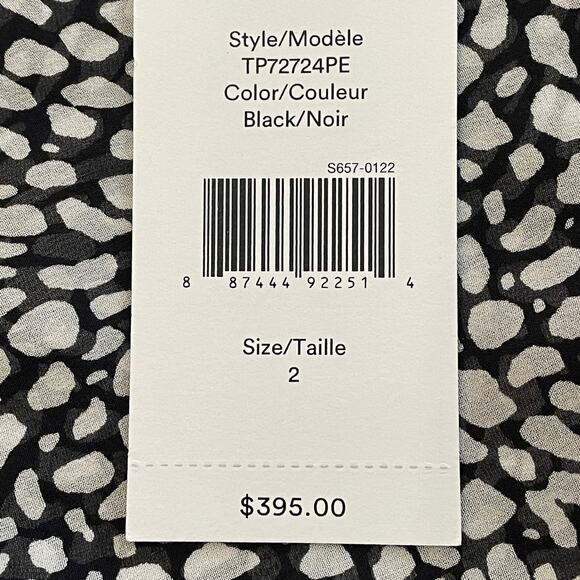 Style/Modèle
TP72724PE
Color/Couleur
Black/Noir
S657-0122
8 87444 92251 4
Size/Taille
2
$395.00